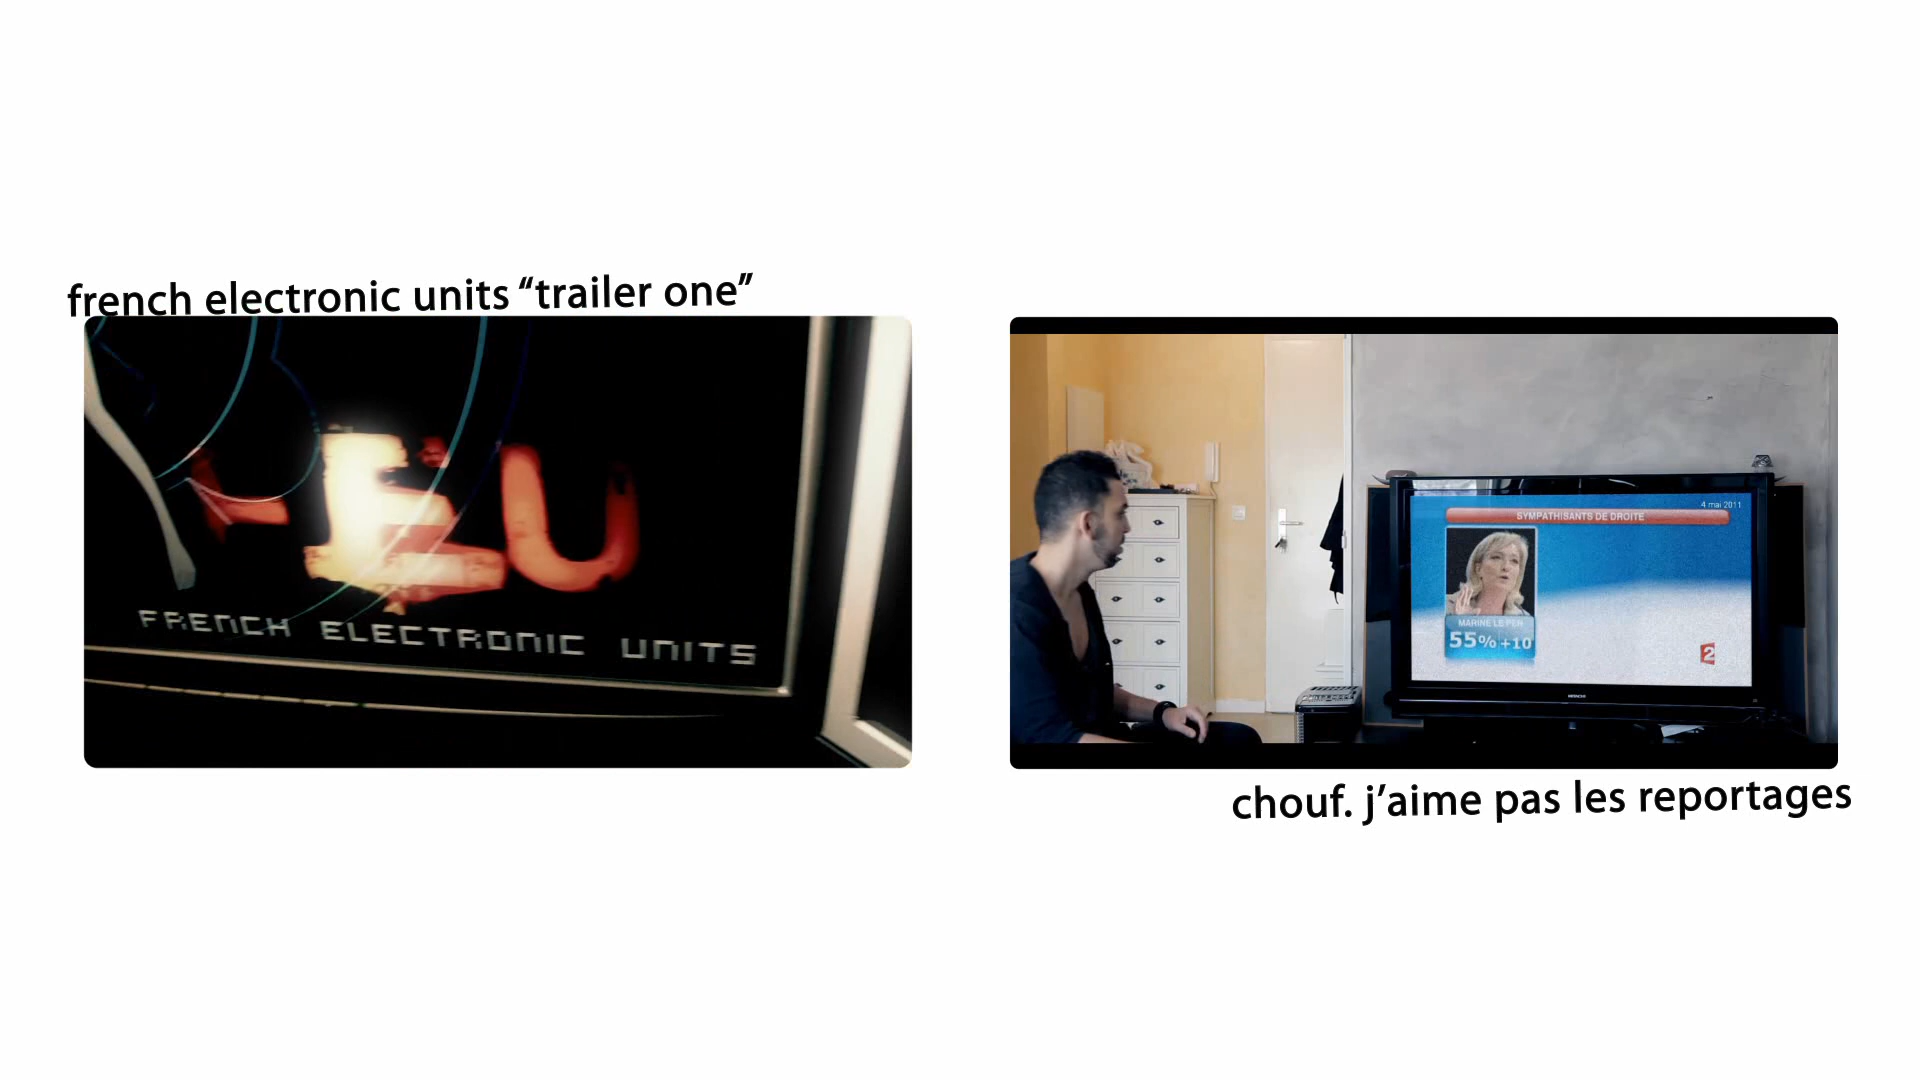 french electronic units “trailer one”
FEU
FRENCH ELECTRONIC UNITS
4 mai 2011
SYMPATHISANTS DE DROITE
MARINE LE PEN
55% +10
2
HITACHI
chouf. j’aime pas les reportages